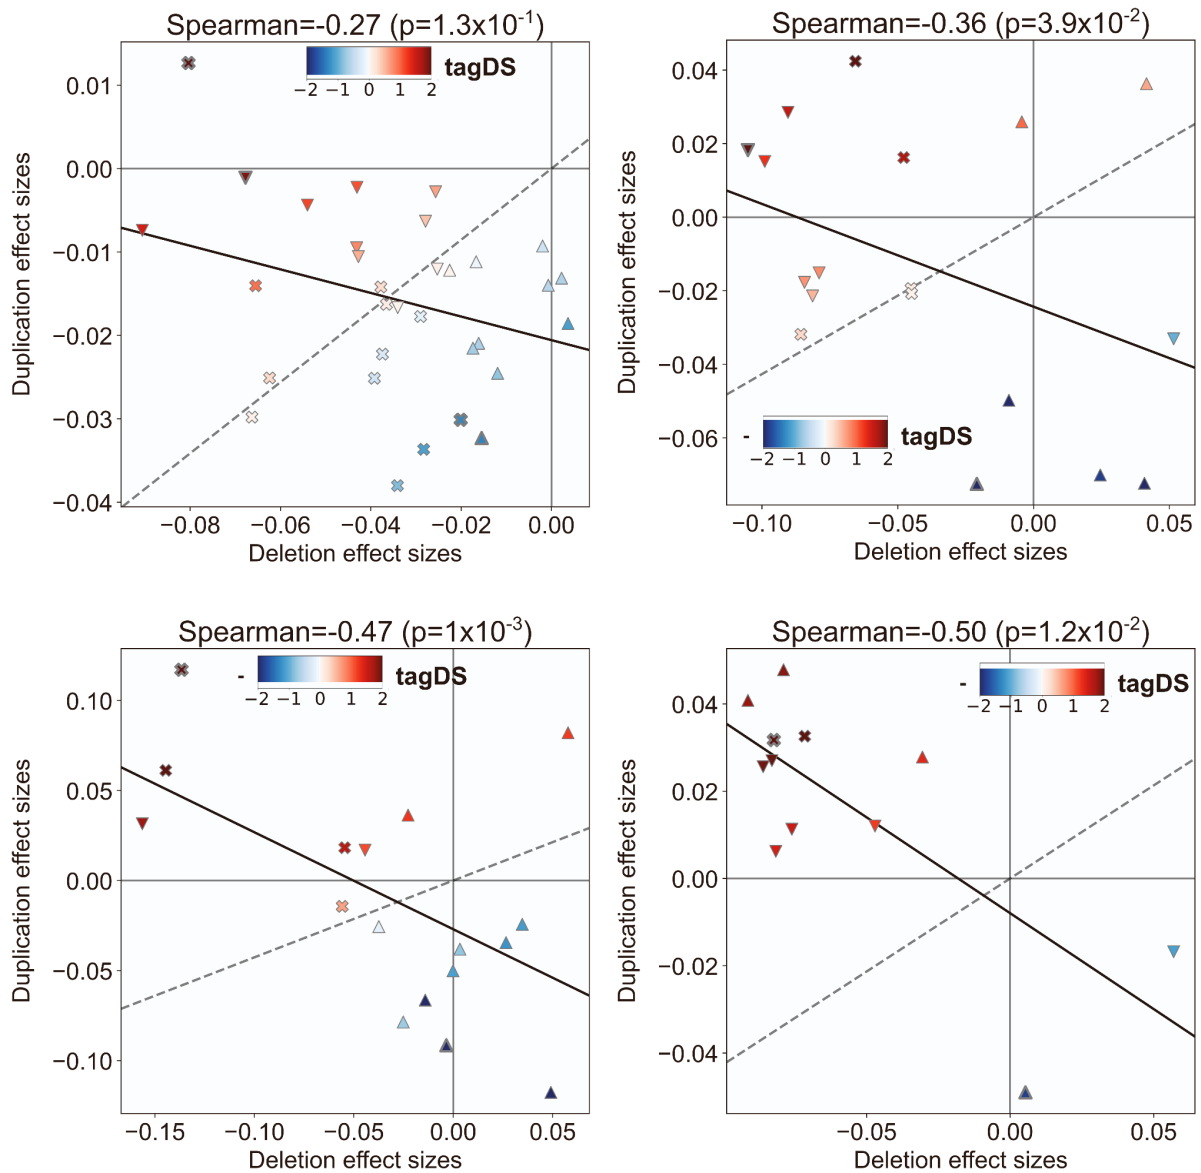 Spearman=-0.27 (p=1.3x10⁻¹)
tagDS
−2 −1 0 1 2
0.01
0.00
−0.01
−0.02
−0.03
−0.04
Duplication effect sizes
−0.08 −0.06 −0.04 −0.02 0.00
Deletion effect sizes
Spearman=-0.36 (p=3.9x10⁻²)
0.04
0.02
0.00
−0.02
−0.04
−0.06
Duplication effect sizes
- tagDS
−2 −1 0 1 2
−0.10 −0.05 0.00 0.05
Deletion effect sizes
Spearman=-0.47 (p=1x10⁻³)
- tagDS
−2 −1 0 1 2
0.10
0.05
0.00
−0.05
−0.10
Duplication effect sizes
−0.15 −0.10 −0.05 0.00 0.05
Deletion effect sizes
Spearman=-0.50 (p=1.2x10⁻²)
- tagDS
−2 −1 0 1 2
0.04
0.02
0.00
−0.02
−0.04
Duplication effect sizes
−0.05 0.00 0.05
Deletion effect sizes